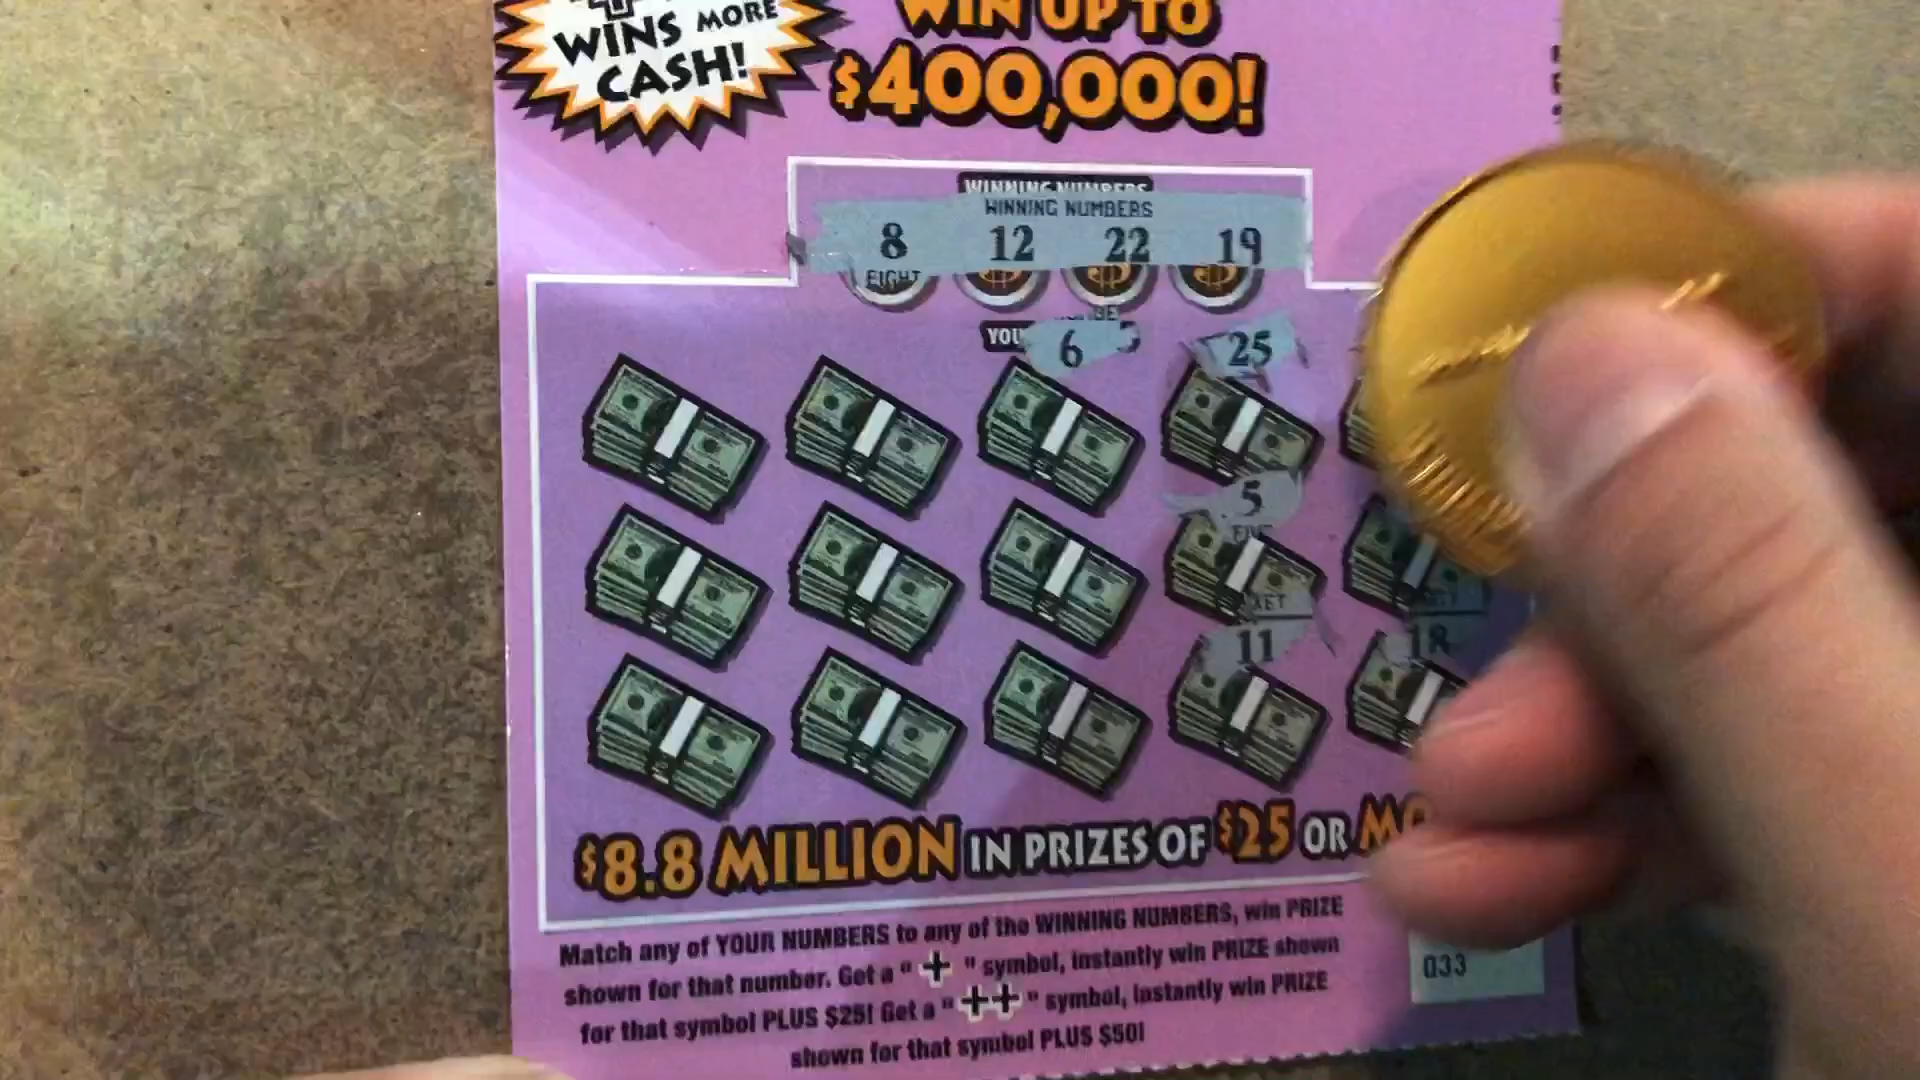 WINS MORE
CASH!
WIN UP TO
$400,000!
WINNING NUMBERS
WINNING NUMBERS
8 12 22 19
EIGHT
6 25
5
11 18
$8.8 MILLION IN PRIZES OF $25 OR
Match any of YOUR NUMBERS to any of the WINNING NUMBERS, win PRIZE
shown for that number. Get a "+" symbol, instantly win PRIZE shown
for that symbol PLUS $25! Get a "++" symbol, instantly win PRIZE
shown for that symbol PLUS $50!
033